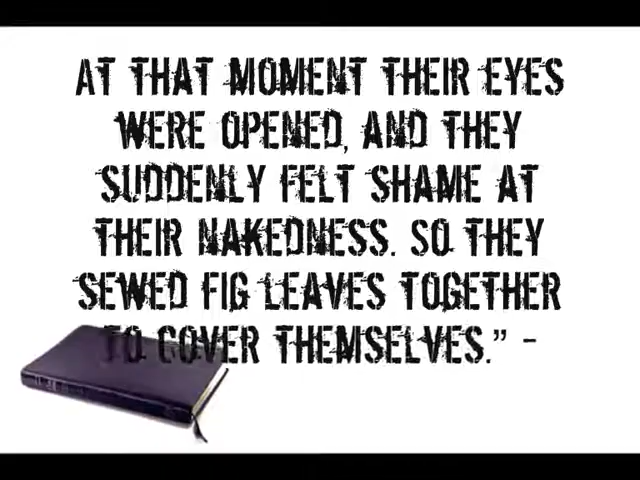 AT THAT MOMENT THEIR EYES
WERE OPENED, AND THEY
SUDDENLY FELT SHAME AT
THEIR NAKEDNESS. SO THEY
SEWED FIG LEAVES TOGETHER
TO COVER THEMSELVES.” -